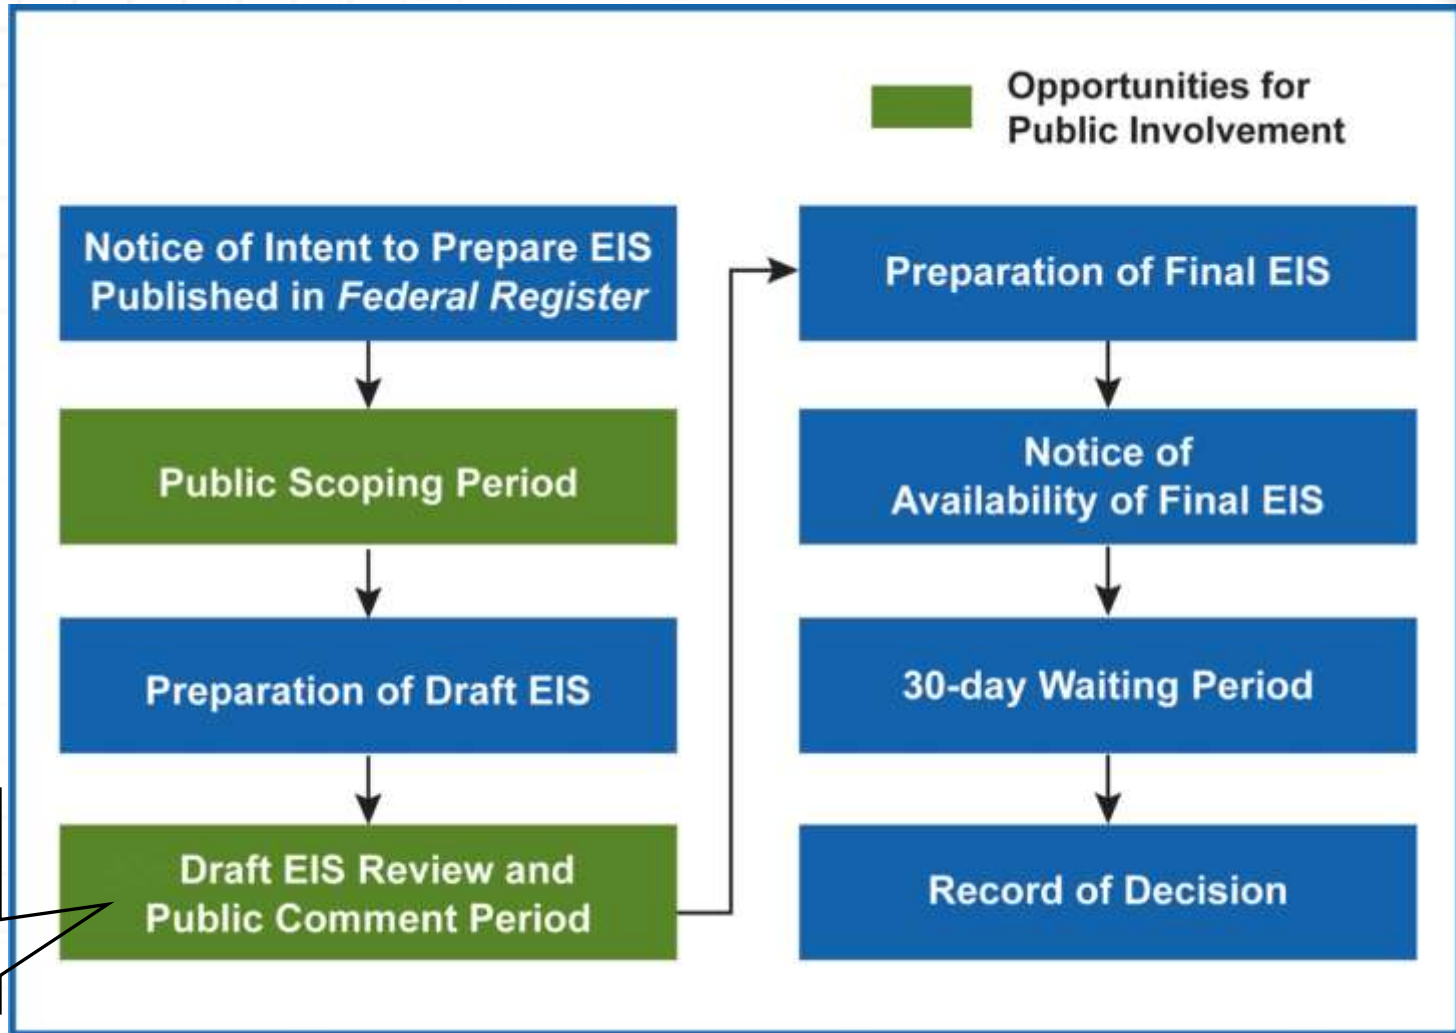 Opportunities for
Public Involvement
Notice of Intent to Prepare EIS
Published in Federal Register
Public Scoping Period
Preparation of Draft EIS
Draft EIS Review and
Public Comment Period
Preparation of Final EIS
Notice of
Availability of Final EIS
30-day Waiting Period
Record of Decision